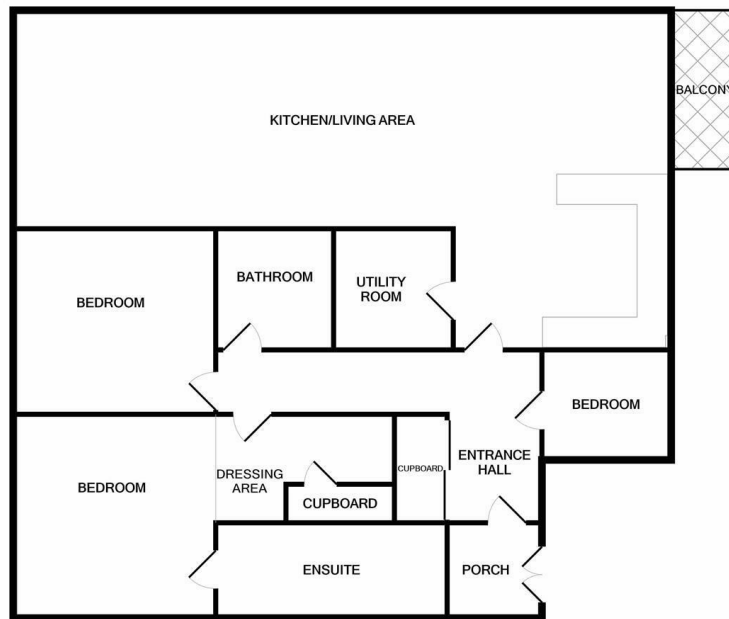 BALCONY
KITCHEN/LIVING AREA
BATHROOM
UTILITY
ROOM
BEDROOM
BEDROOM
ENTRANCE
HALL
CUPBOARD
DRESSING
AREA
BEDROOM
CUPBOARD
ENSUITE
PORCH